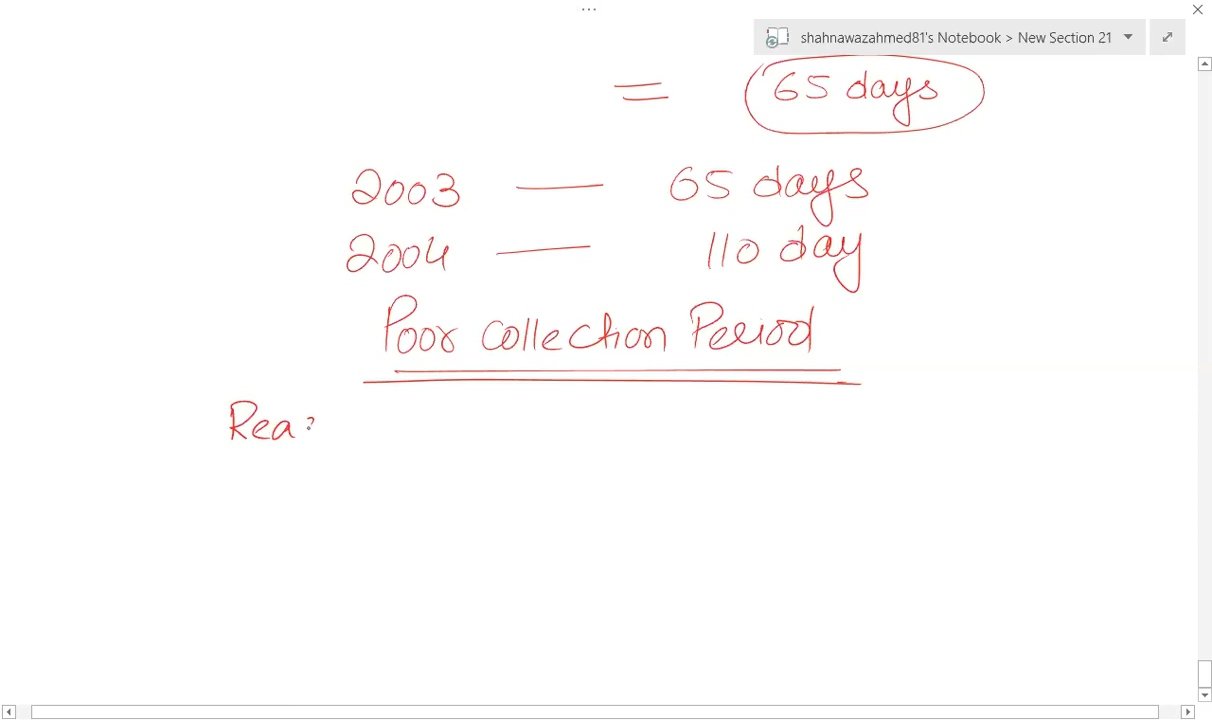 ...
shahnawazahmed81's Notebook > New Section 21
= 65 days
2003 — 65 days
2004 — 110 day
Poor collection Period
Rea